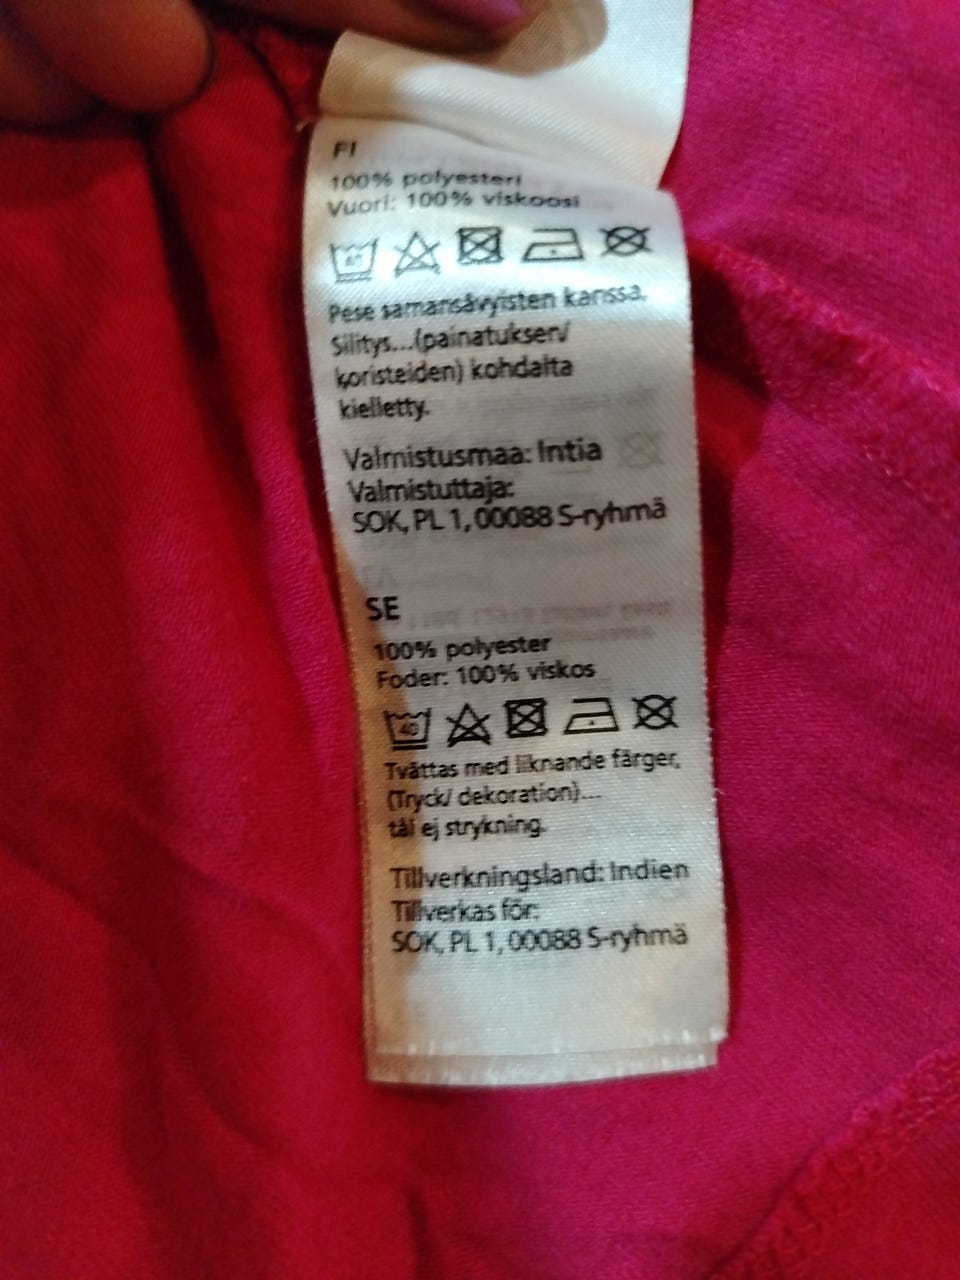 FI
100% polyesteri
Vuori: 100% viskoosi
Pese samansävyisten kanssa.
Silitys...(painatuksen/
koristeiden) kohdalta
kielletty.
Valmistusmaa: Intia
Valmistuttaja:
SOK, PL 1, 00088 S-ryhmä
SE
100% polyester
Foder: 100% viskos
40
Tvättas med liknande färger,
(Tryck/ dekoration)...
tål ej strykning.
Tillverkningsland: Indien
Tillverkas för:
SOK, PL 1, 00088 S-ryhmä